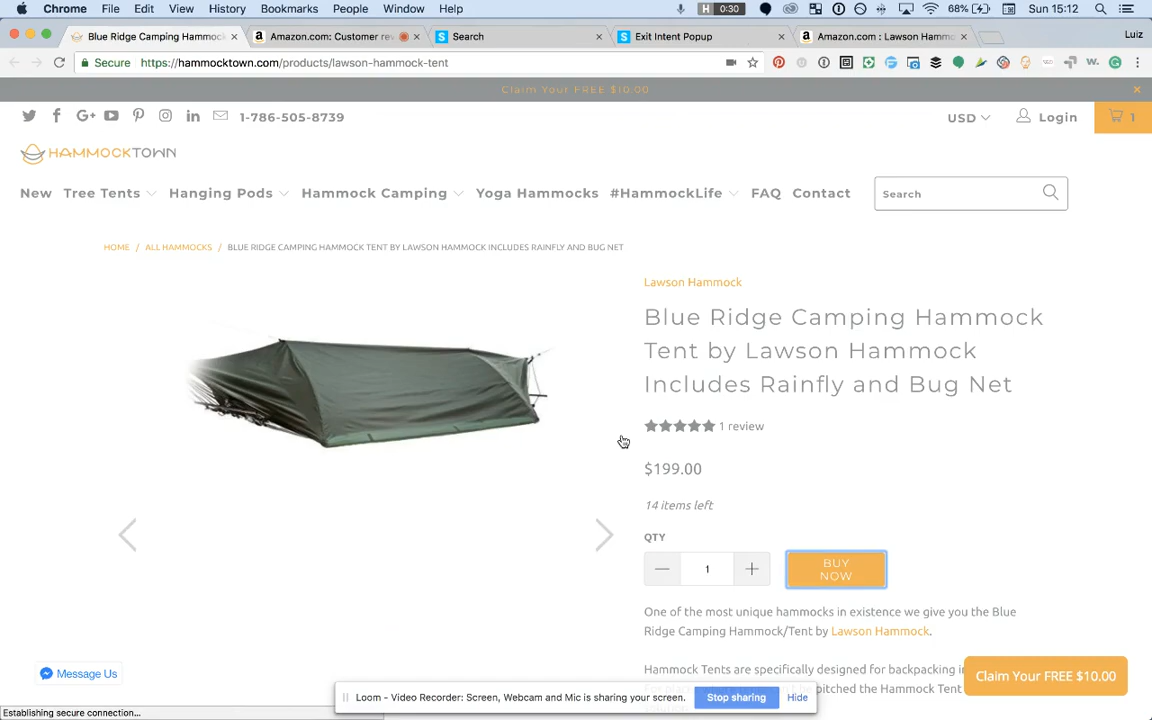 Chrome File Edit View History Bookmarks People Window Help
H 0:30 68% Sun 15:12
Blue Ridge Camping Hammoc
Amazon.com: Customer rev
Search
Exit Intent Popup
Amazon.com : Lawson Hammo
Luiz
Secure https://hammocktown.com/products/lawson-hammock-tent
Claim Your FREE $10.00
1-786-505-8739
USD
Login
1
HAMMOCKTOWN
New Tree Tents Hanging Pods Hammock Camping Yoga Hammocks #HammockLife FAQ Contact
Search
HOME / ALL HAMMOCKS / BLUE RIDGE CAMPING HAMMOCK TENT BY LAWSON HAMMOCK INCLUDES RAINFLY AND BUG NET
Lawson Hammock
Blue Ridge Camping Hammock
Tent by Lawson Hammock
Includes Rainfly and Bug Net
1 review
$199.00
14 items left
QTY
1
BUY
NOW
One of the most unique hammocks in existence we give you the Blue
Ridge Camping Hammock/Tent by Lawson Hammock.
Hammock Tents are specifically designed for backpacking
pitched the Hammock Tent
Claim Your FREE $10.00
Message Us
Loom - Video Recorder: Screen, Webcam and Mic is sharing your screen.
Stop sharing
Hide
Establishing secure connection...